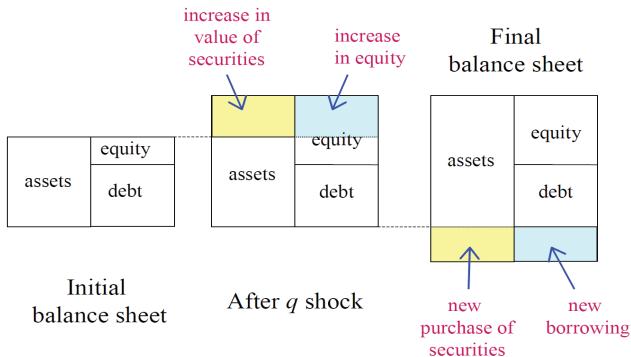 increase in
value of
securities
increase
in equity
Final
balance sheet
assets
equity
debt
assets
equity
debt
assets
equity
debt
Initial
balance sheet
After q shock
new
purchase of
securities
new
borrowing